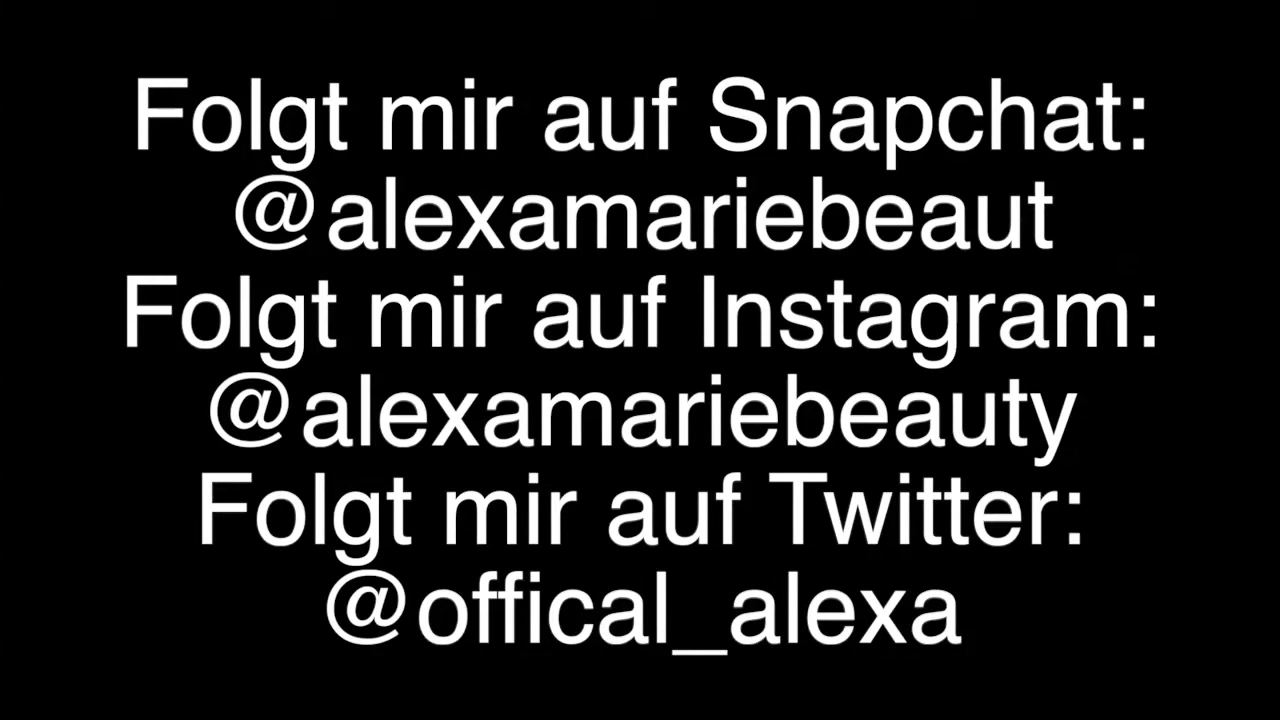 Folgt mir auf Snapchat:
@alexamariebeaut
Folgt mir auf Instagram:
@alexamariebeauty
Folgt mir auf Twitter:
@offical_alexa